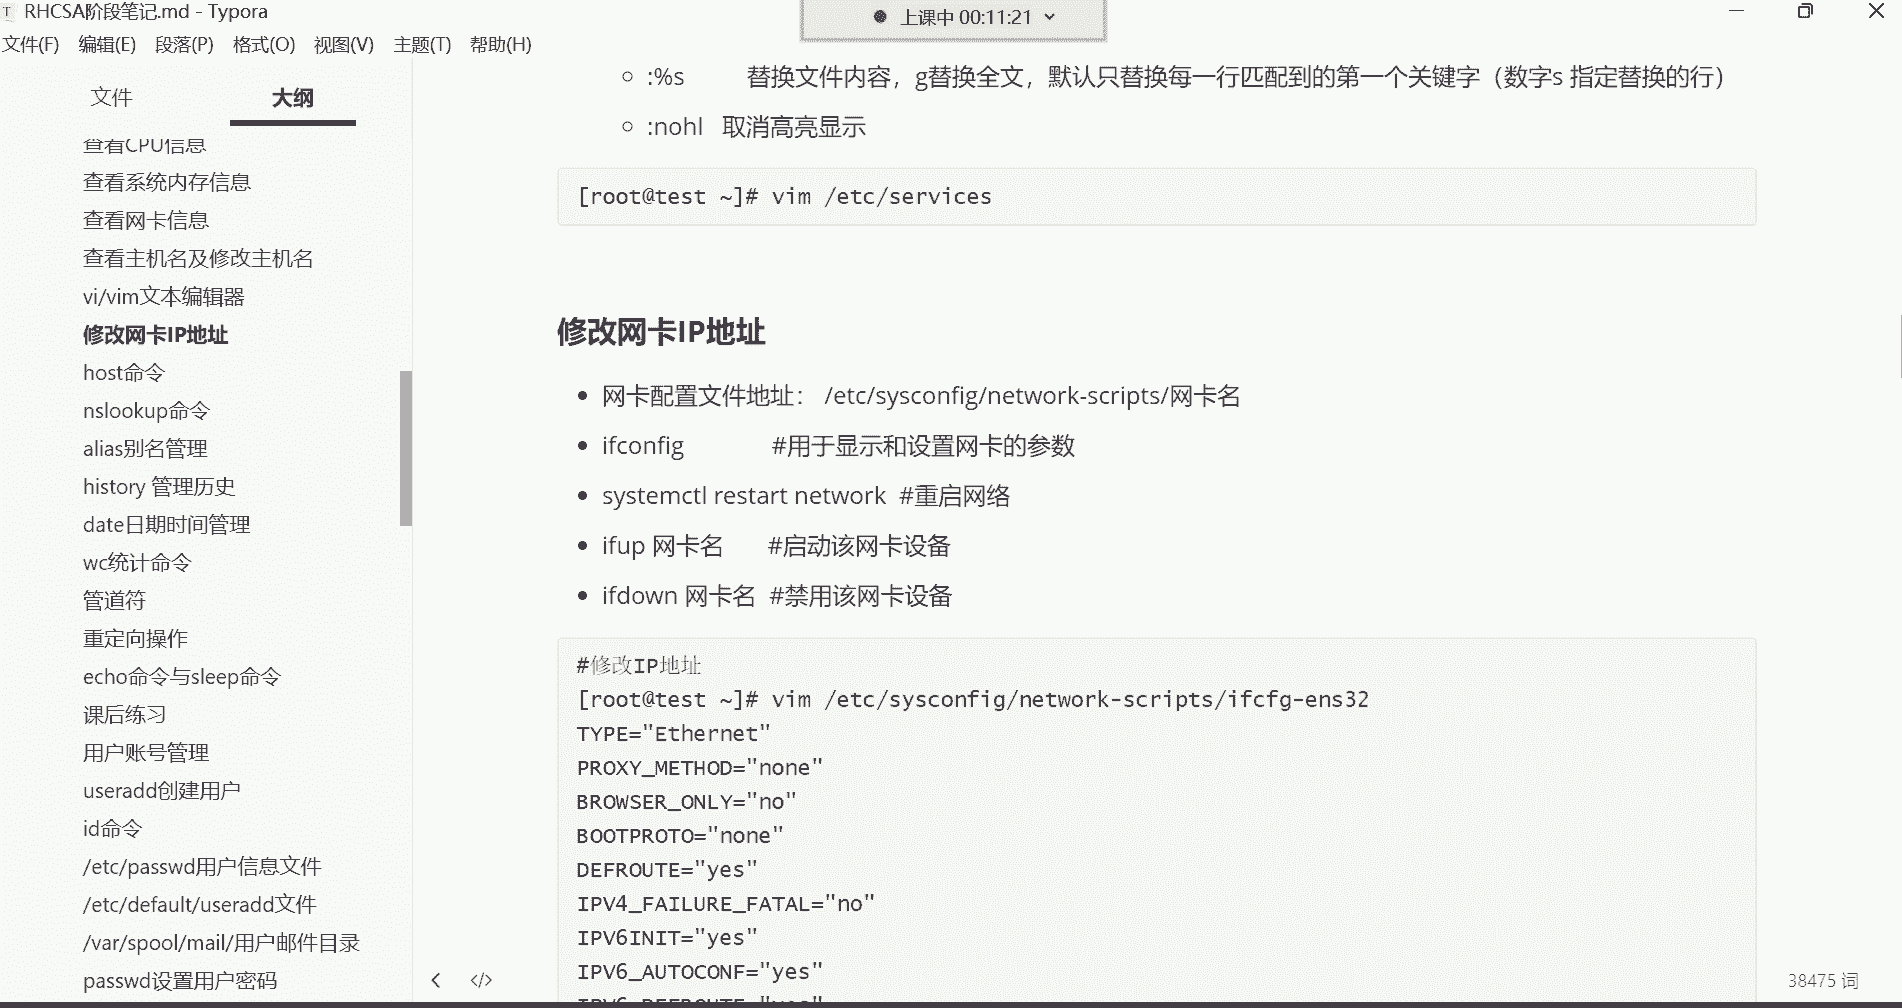 RHCSA阶段笔记.md - Typora
上课中 00:11:21
文件(F) 编辑(E) 段落(P) 格式(O) 视图(V) 主题(T) 帮助(H)
文件 大纲
查看CPU信息
查看系统内存信息
查看网卡信息
查看主机名及修改主机名
vi/vim文本编辑器
修改网卡IP地址
host命令
nslookup命令
alias别名管理
history 管理历史
date日期时间管理
wc统计命令
管道符
重定向操作
echo命令与sleep命令
课后练习
用户账号管理
useradd创建用户
id命令
/etc/passwd用户信息文件
/etc/default/useradd文件
/var/spool/mail/用户邮件目录
passwd设置用户密码
:%s 替换文件内容，g替换全文，默认只替换每一行匹配到的第一个关键字（数字s 指定替换的行）
:nohl 取消高亮显示
[root@test ~]# vim /etc/services
修改网卡IP地址
网卡配置文件地址： /etc/sysconfig/network-scripts/网卡名
ifconfig #用于显示和设置网卡的参数
systemctl restart network #重启网络
ifup 网卡名 #启动该网卡设备
ifdown 网卡名 #禁用该网卡设备
#修改IP地址
[root@test ~]# vim /etc/sysconfig/network-scripts/ifcfg-ens32
TYPE="Ethernet"
PROXY_METHOD="none"
BROWSER_ONLY="no"
BOOTPROTO="none"
DEFROUTE="yes"
IPV4_FAILURE_FATAL="no"
IPV6INIT="yes"
IPV6_AUTOCONF="yes"
38475 词